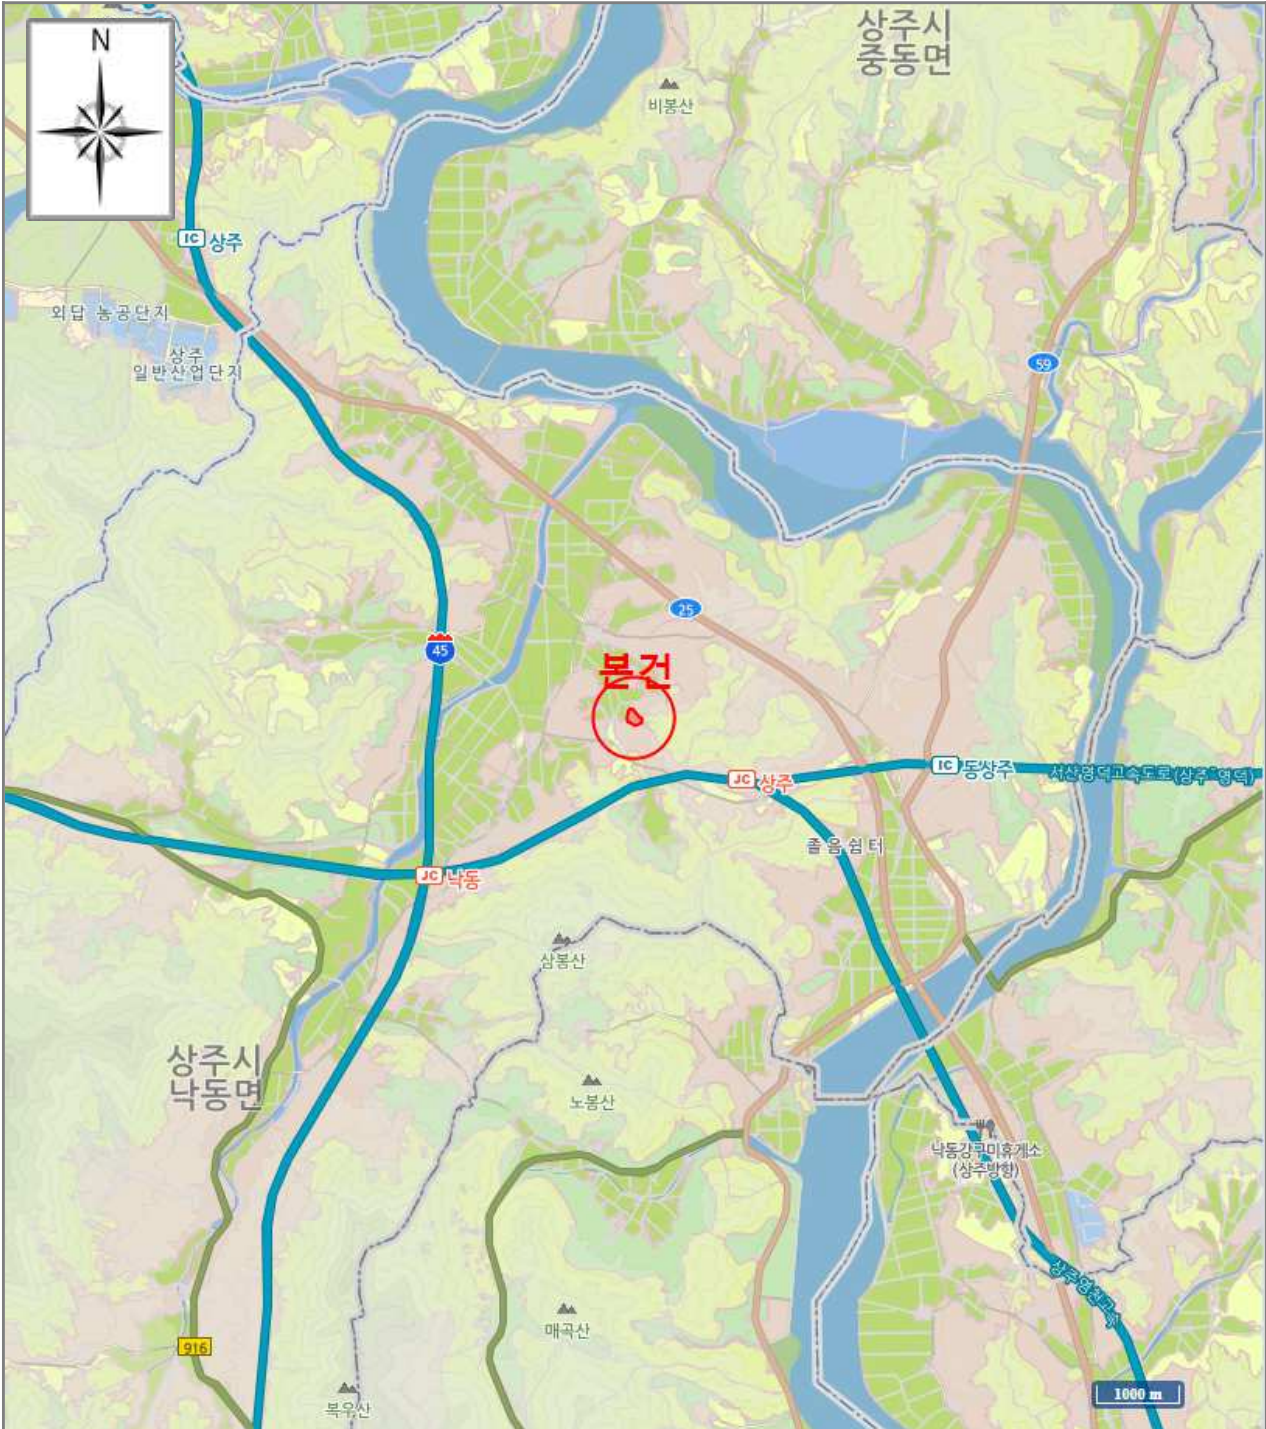 상주시
중동면
N
비봉산
IC 상주
외답 농공단지
상주
일반산업단지
59
25
45
본건
JC 상주
IC 동상주
서산영덕고속도로(상주~영덕)
졸음쉼터
JC 낙동
삼봉산
상주시
낙동면
노봉산
낙동강구미휴게소
(상주방향)
상주영천고속
매곡산
916
복우산
1000 m